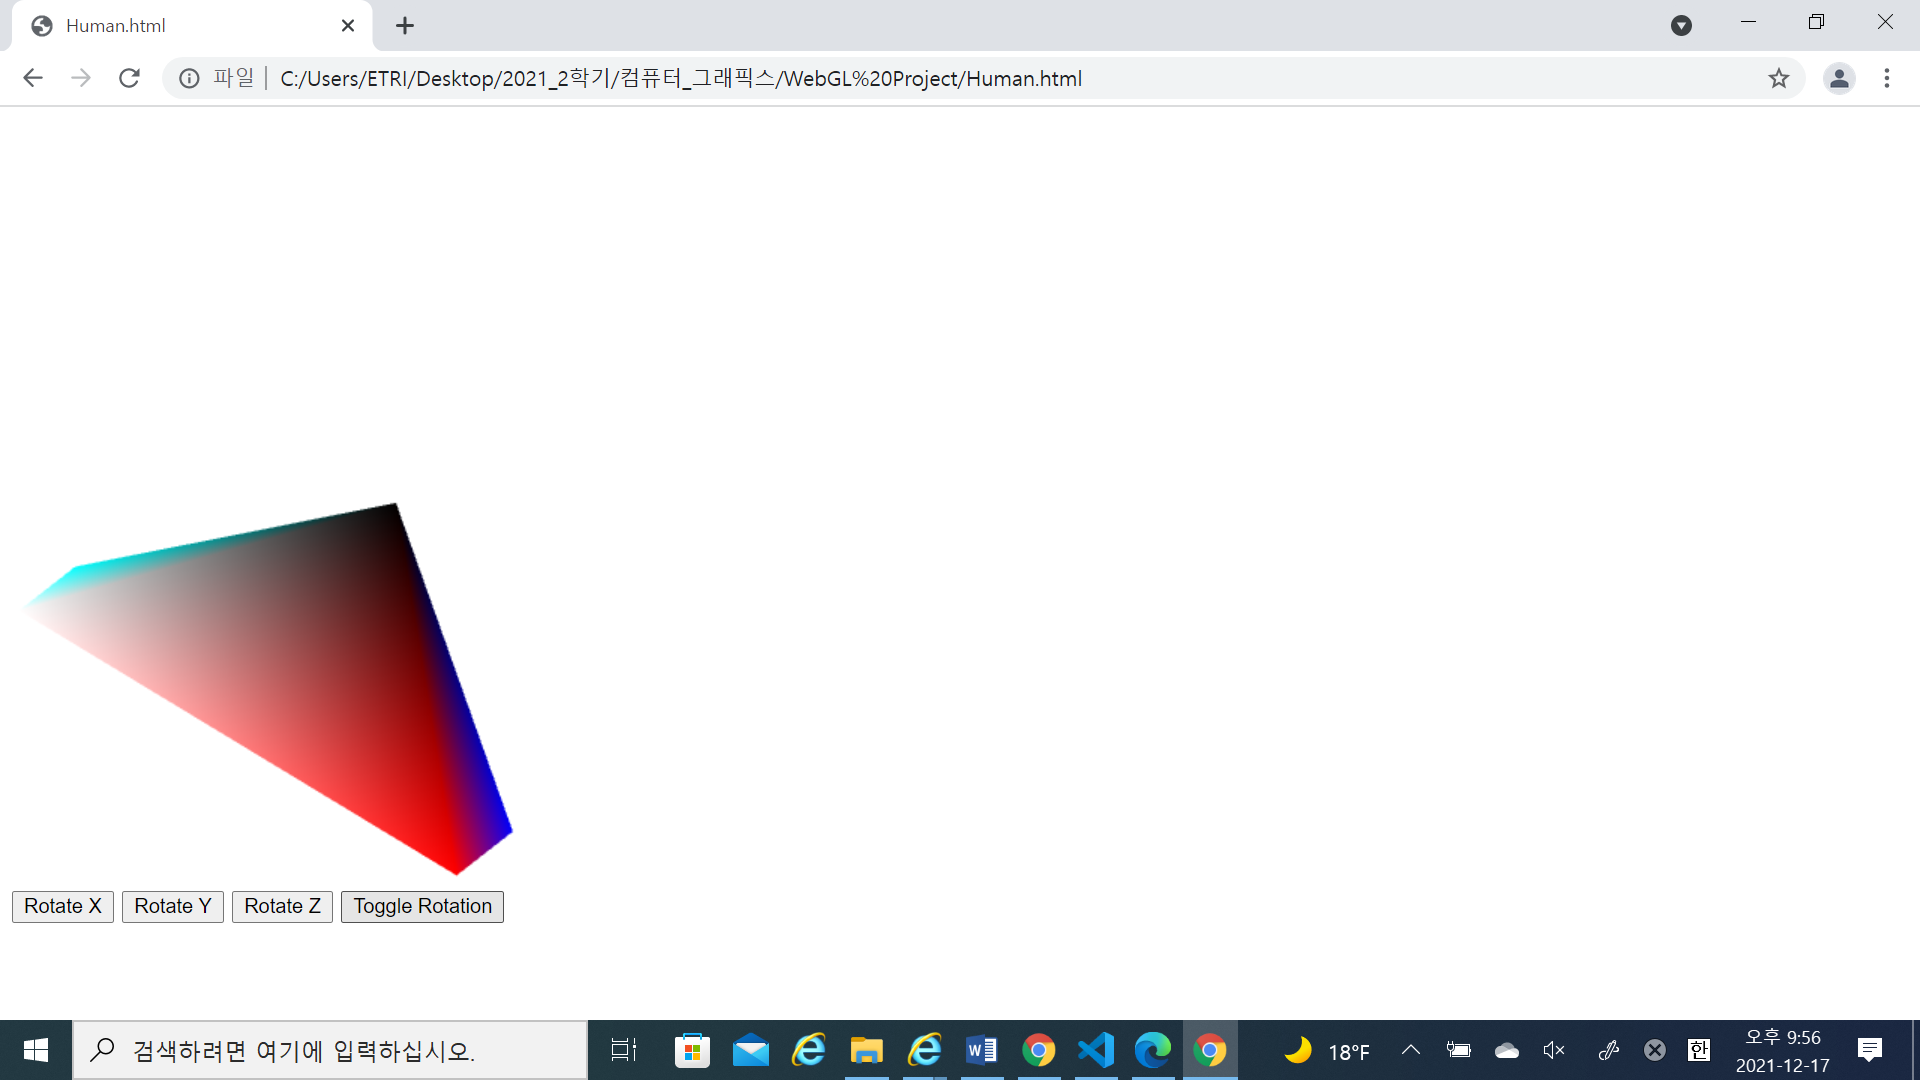 Human.html
파일 | C:/Users/ETRI/Desktop/2021_2학기/컴퓨터_그래픽스/WebGL%20Project/Human.html
Rotate X Rotate Y Rotate Z Toggle Rotation
검색하려면 여기에 입력하십시오.
18°F 한 오후 9:56
2021-12-17